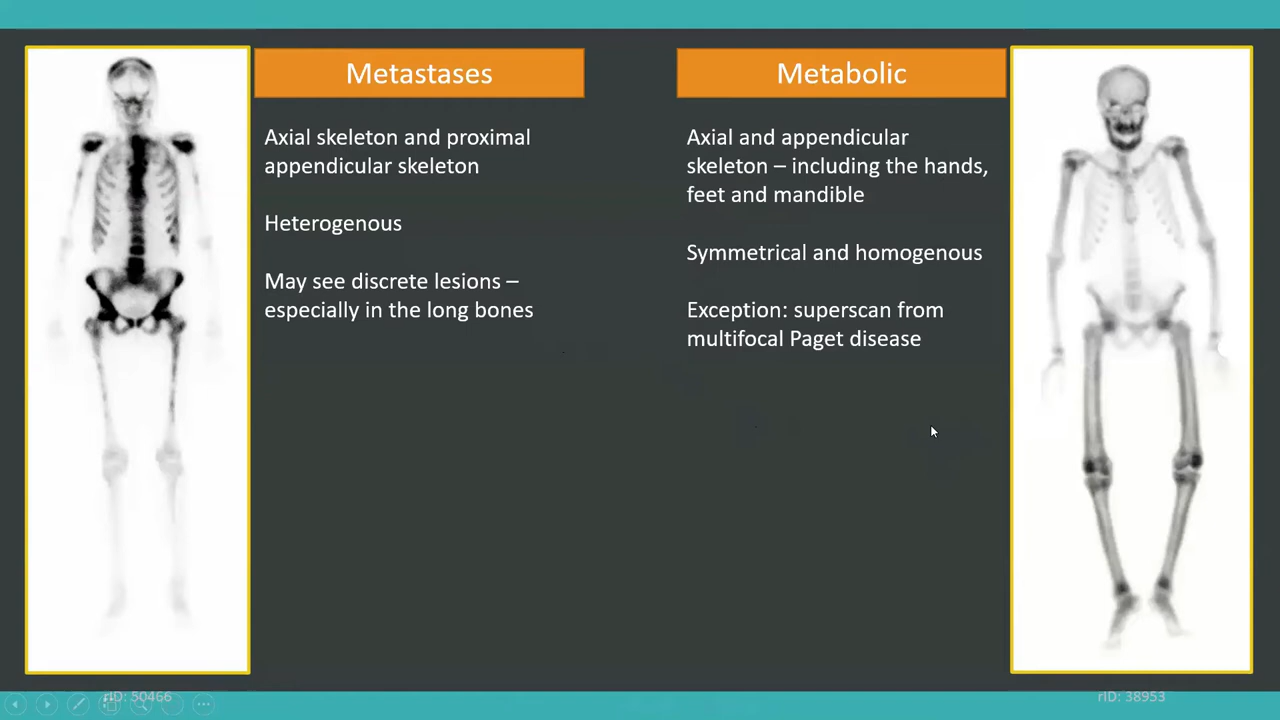 Metastases
Axial skeleton and proximal
appendicular skeleton
Heterogenous
May see discrete lesions –
especially in the long bones
Metabolic
Axial and appendicular
skeleton – including the hands,
feet and mandible
Symmetrical and homogenous
Exception: superscan from
multifocal Paget disease
rID: 50466
rID: 38953